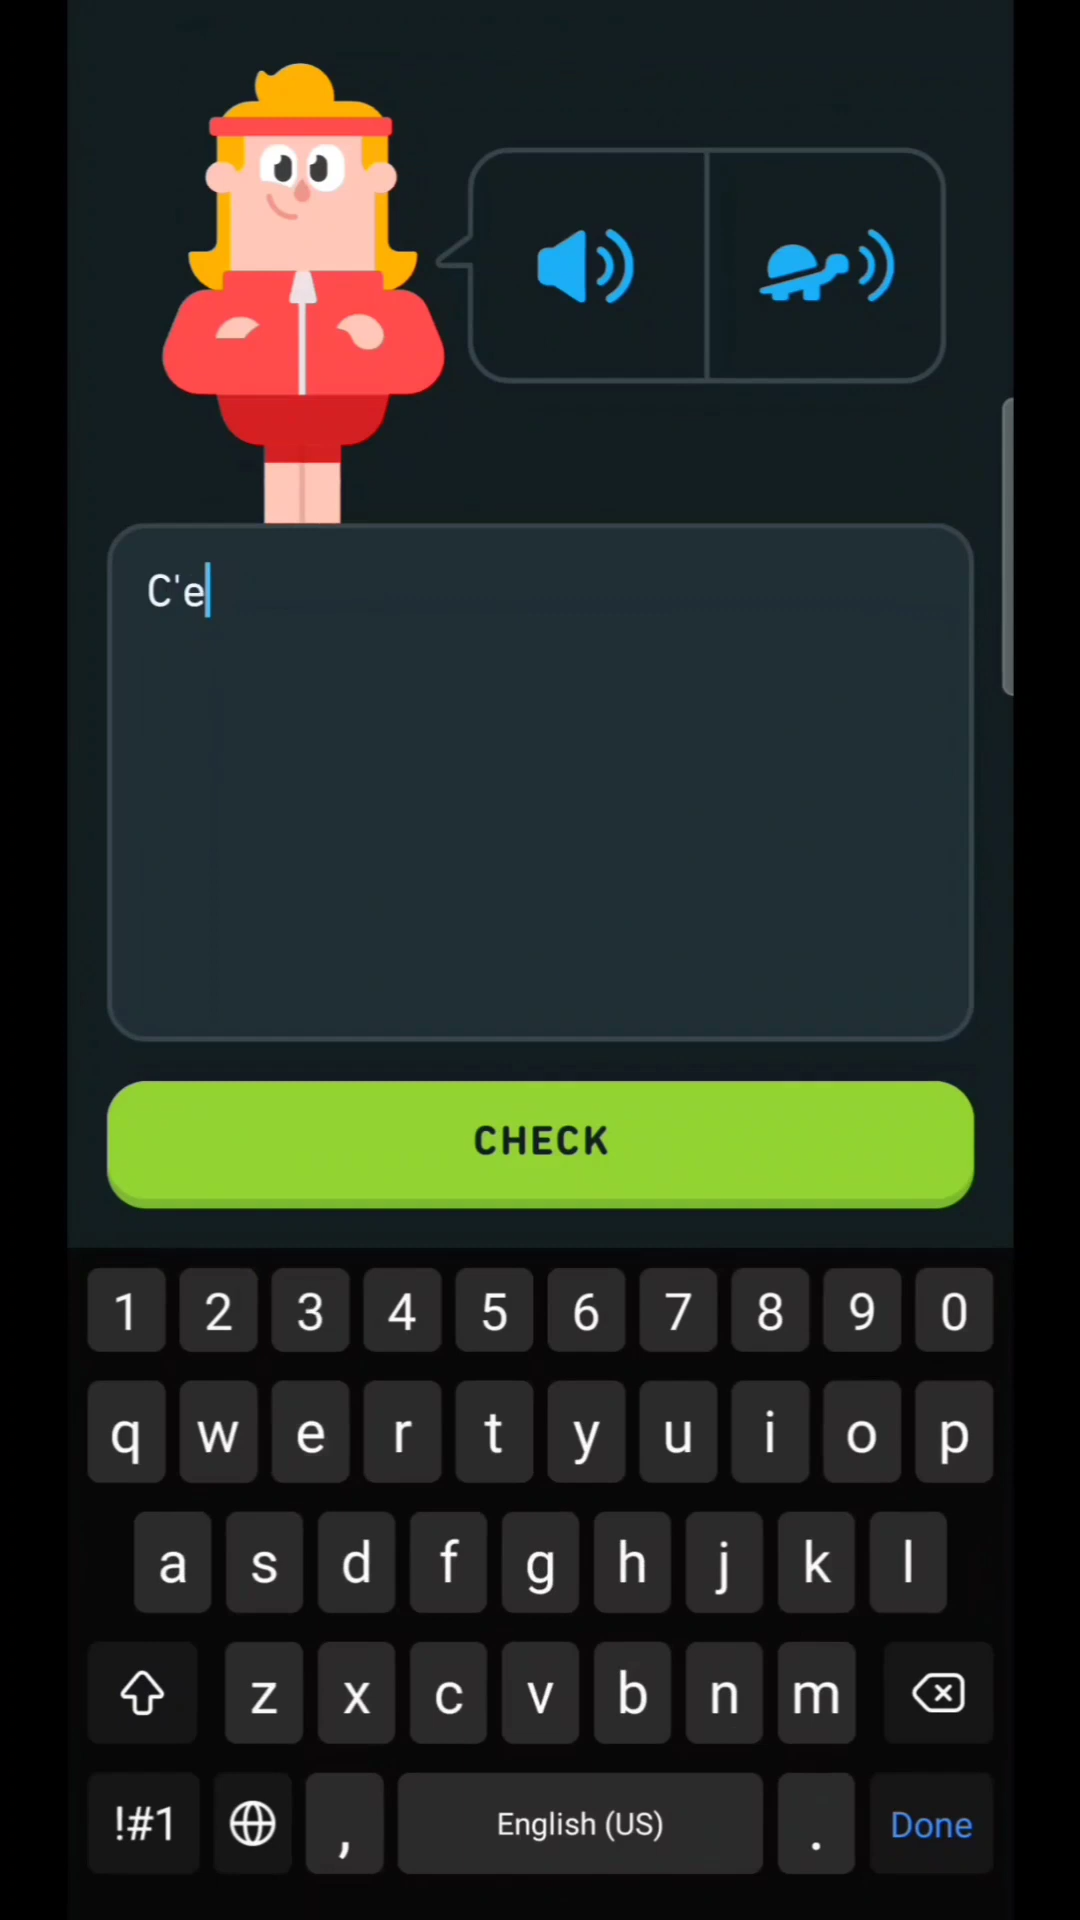 C'e
CHECK
1 2 3 4 5 6 7 8 9 0
q w e r t y u i o p
a s d f g h j k l
z x c v b n m
!#1 , English (US) . Done